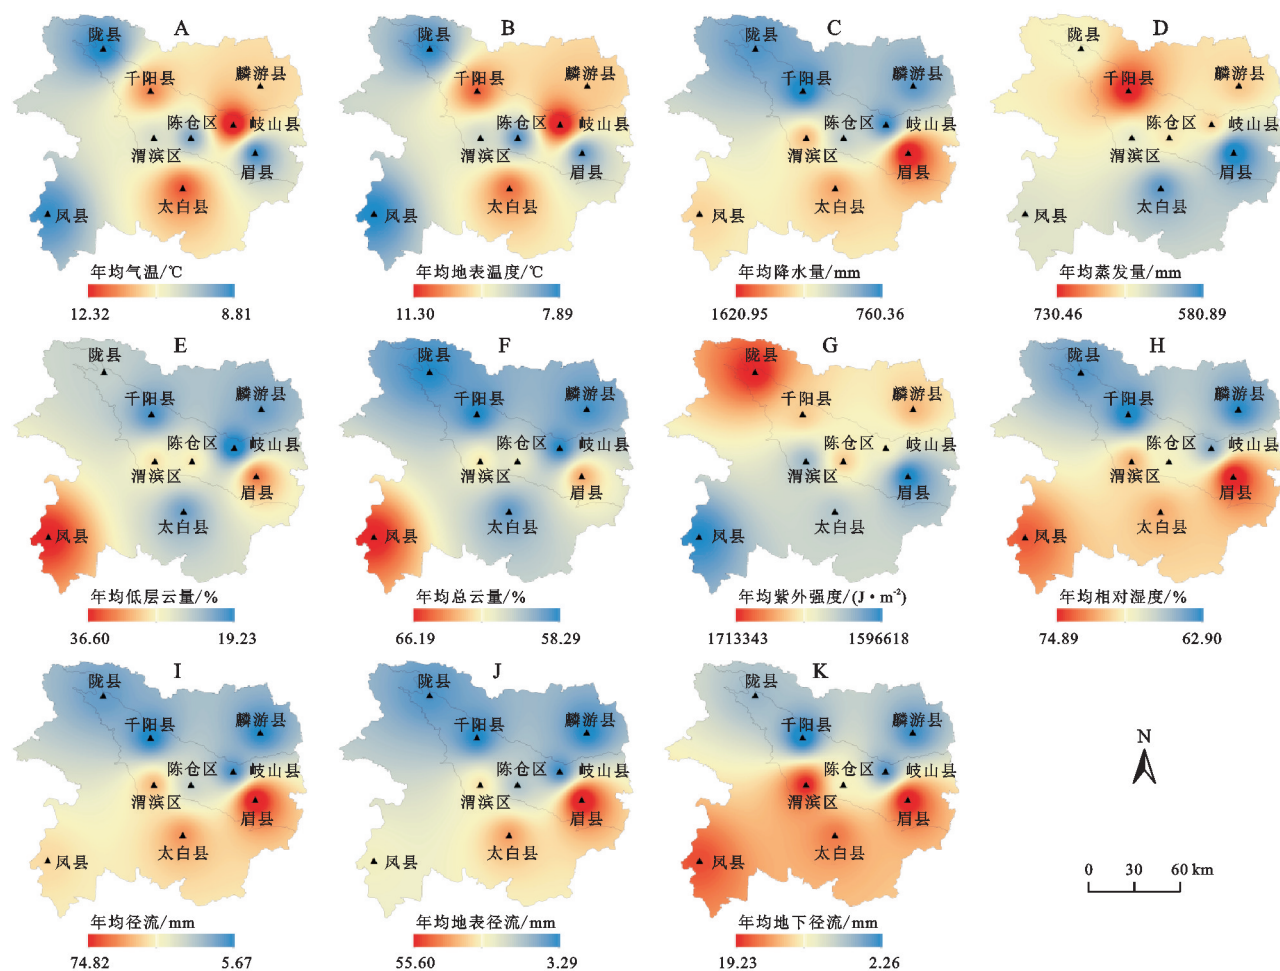 A
陇县
千阳县
麟游县
陈仓区
岐山县
渭滨区
眉县
太白县
凤县
年均气温/℃
12.32 8.81
B
陇县
千阳县
麟游县
陈仓区
岐山县
渭滨区
眉县
太白县
凤县
年均地表温度/℃
11.30 7.89
C
陇县
千阳县
麟游县
陈仓区
岐山县
渭滨区
眉县
太白县
凤县
年均降水量/mm
1620.95 760.36
D
陇县
千阳县
麟游县
陈仓区
岐山县
渭滨区
眉县
太白县
凤县
年均蒸发量/mm
730.46 580.89
E
陇县
千阳县
麟游县
陈仓区
岐山县
渭滨区
眉县
太白县
凤县
年均低层云量/%
36.60 19.23
F
陇县
千阳县
麟游县
陈仓区
岐山县
渭滨区
眉县
太白县
凤县
年均总云量/%
66.19 58.29
G
陇县
千阳县
麟游县
陈仓区
岐山县
渭滨区
眉县
太白县
凤县
年均紫外强度/(J·m⁻²)
1713343 1596618
H
陇县
千阳县
麟游县
陈仓区
岐山县
渭滨区
眉县
太白县
凤县
年均相对湿度/%
74.89 62.90
I
陇县
千阳县
麟游县
陈仓区
岐山县
渭滨区
眉县
太白县
凤县
年均径流/mm
74.82 5.67
J
陇县
千阳县
麟游县
陈仓区
岐山县
渭滨区
眉县
太白县
凤县
年均地表径流/mm
55.60 3.29
K
陇县
千阳县
麟游县
陈仓区
岐山县
渭滨区
眉县
太白县
凤县
年均地下径流/mm
19.23 2.26
N
0 30 60 km